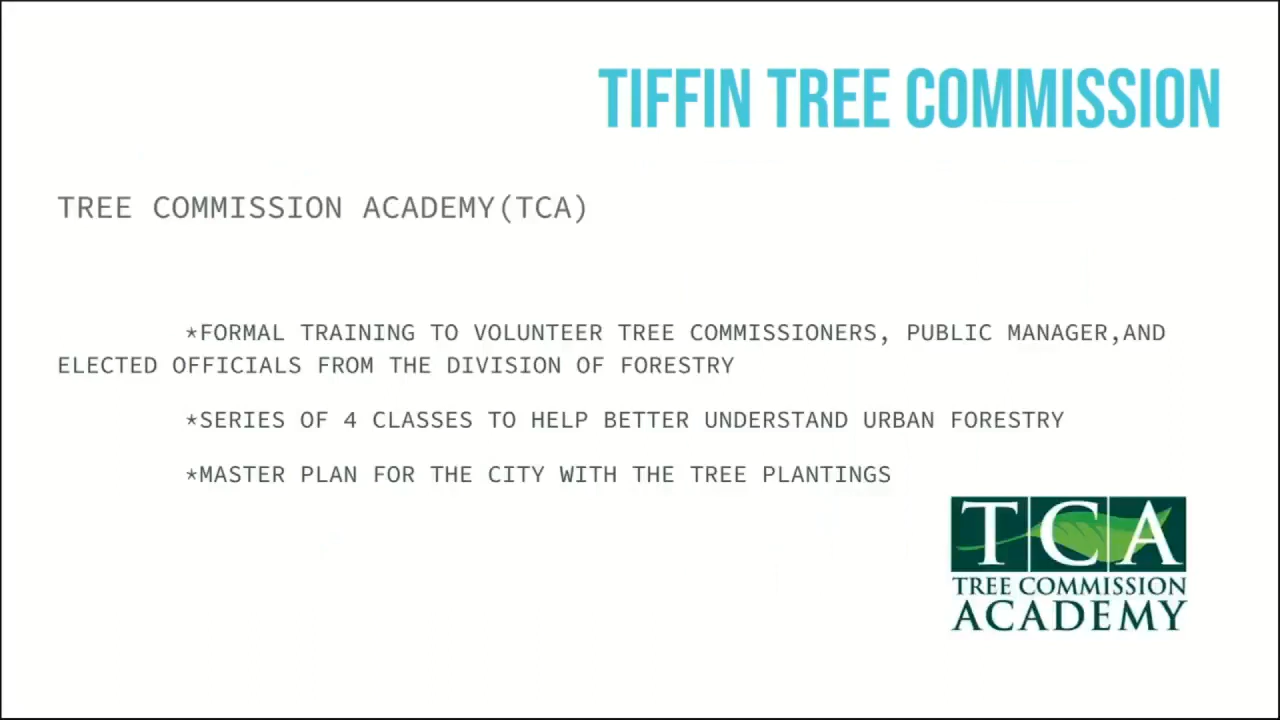 TIFFIN TREE COMMISSION
TREE COMMISSION ACADEMY(TCA)
*FORMAL TRAINING TO VOLUNTEER TREE COMMISSIONERS, PUBLIC MANAGER,AND
ELECTED OFFICIALS FROM THE DIVISION OF FORESTRY
*SERIES OF 4 CLASSES TO HELP BETTER UNDERSTAND URBAN FORESTRY
*MASTER PLAN FOR THE CITY WITH THE TREE PLANTINGS
TCA
TREE COMMISSION
ACADEMY